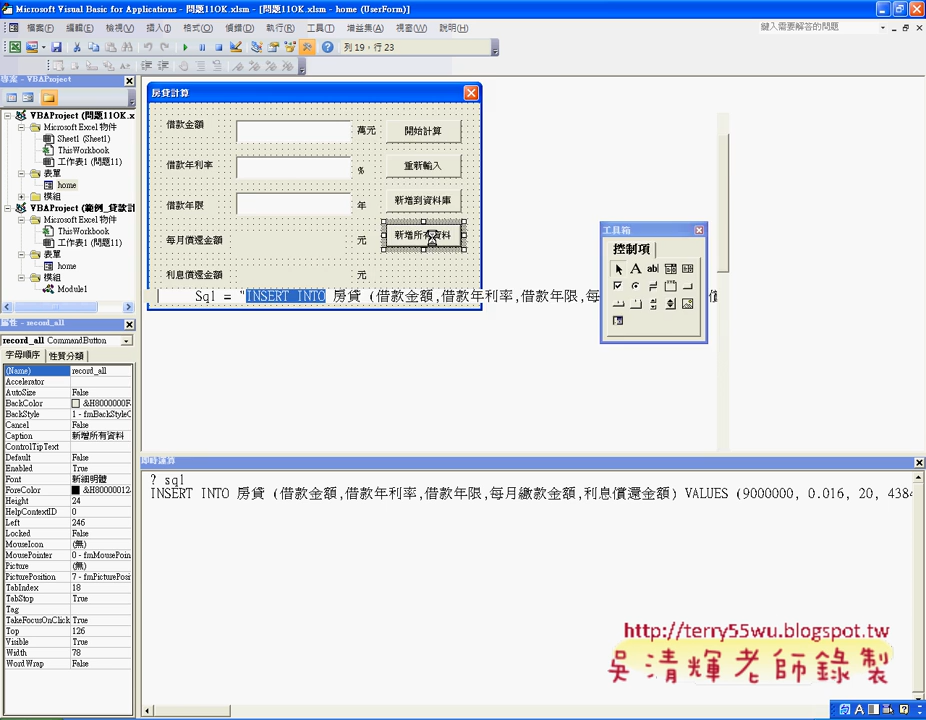 Microsoft Visual Basic for Applications - 問題11OK.xlsm - [問題11OK.xlsm - home (UserForm)]
檔案(F) 編輯(E) 檢視(V) 插入(I) 格式(O) 偵錯(D) 執行(R) 工具(T) 增益集(A) 視窗(W) 說明(H) 鍵入需要解答的問題
列 19，行 23
專案 - VBAProject
VBAProject (問題11OK.x
Microsoft Excel 物件
Sheet1 (Sheet1)
ThisWorkbook
工作表1 (問題11)
表單
home
模組
VBAProject (範例_貸款計
Microsoft Excel 物件
ThisWorkbook
工作表1 (問題11)
表單
home
模組
Module1
房貸計算
借款金額 萬元 開始計算
借款年利率 % 重新輸入
借款年限 年 新增到資料庫
每月償還金額 元 新增所有資料
利息償還金額 元
Sql = "INSERT INTO 房貸 (借款金額,借款年利率,借款年限,每
工具箱
控制項
屬性 - record_all
record_all CommandButton
字母順序 性質分類
(Name) record_all
Accelerator
AutoSize False
BackColor &H8000000F
BackStyle 1 - fmBackStyleO
Cancel False
Caption 新增所有資料
ControlTipText
Default False
Enabled True
Font 新細明體
ForeColor &H80000012
Height 24
HelpContextID 0
Left 246
Locked False
MouseIcon (無)
MousePointer 0 - fmMousePoin
Picture (無)
PicturePosition 7 - fmPicturePosi
TabIndex 18
TabStop True
Tag
TakeFocusOnClick True
Top 126
Visible True
Width 78
WordWrap False
即時運算
? sql
INSERT INTO 房貸 (借款金額,借款年利率,借款年限,每月繳款金額,利息償還金額) VALUES (9000000, 0.016, 20, 4384
http://terry55wu.blogspot.tw
吳清輝老師錄製